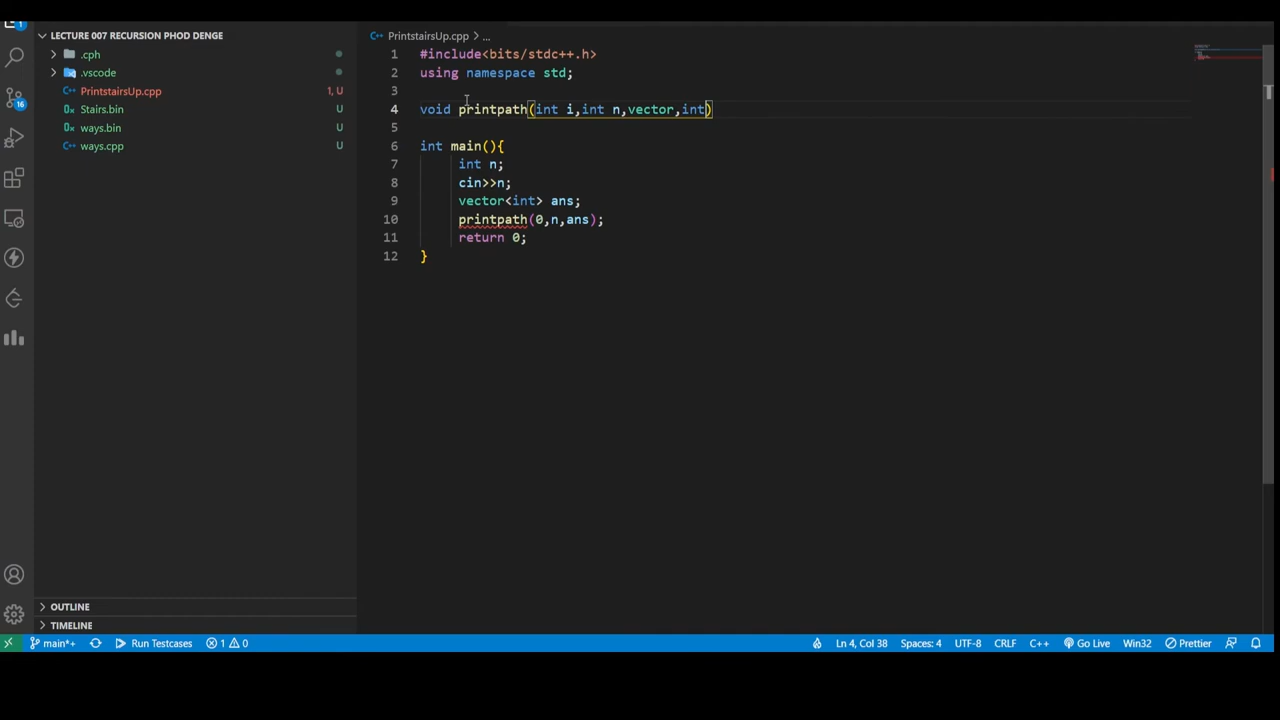 1
LECTURE 007 RECURSION PHOD DENGE
.cph
.vscode
PrintstairsUp.cpp 1, U
Stairs.bin U
ways.bin U
ways.cpp U
16
OUTLINE
TIMELINE
PrintstairsUp.cpp > ...
1 #include<bits/stdc++.h>
2 using namespace std;
3
4 void printpath(int i,int n,vector,int)
5
6 int main(){
7 int n;
8 cin>>n;
9 vector<int> ans;
10 printpath(0,n,ans);
11 return 0;
12 }
main*+ Run Testcases 1 0 Ln 4, Col 38 Spaces: 4 UTF-8 CRLF C++ Go Live Win32 Prettier